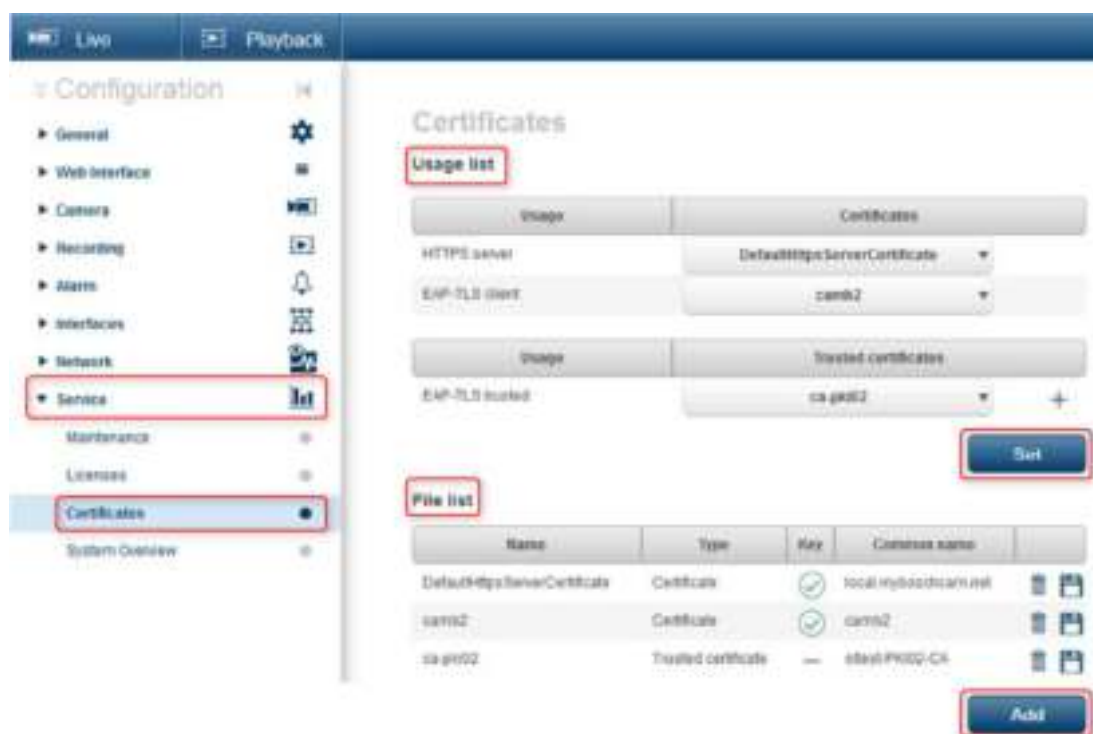 Live Playback
Configuration
General
Web Interface
Camera
Recording
Alarm
Interfaces
Network
Service
Maintenance
Licenses
Certificates
System Overview
Certificates
Usage list
Usage Certificates
HTTPS server DefaultHttpsServerCertificate
EAP-TLS client camb2
Usage Trusted certificates
EAP-TLS trusted ca.pki02
Set
File list
Name Type Key Common name
DefaultHttpsServerCertificate Certificate
camb2 Certificate camb2
ca.pki02 Trusted certificate
Add